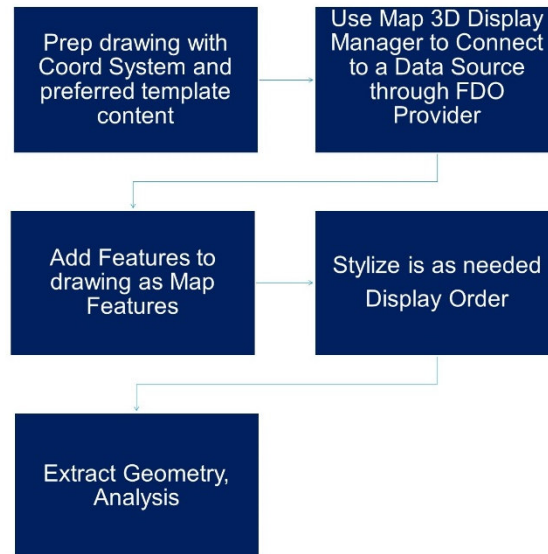 Prep drawing with
Coord System and
preferred template
content
Use Map 3D Display
Manager to Connect
to a Data Source
through FDO
Provider
Add Features to
drawing as Map
Features
Stylize is as needed
Display Order
Extract Geometry,
Analysis